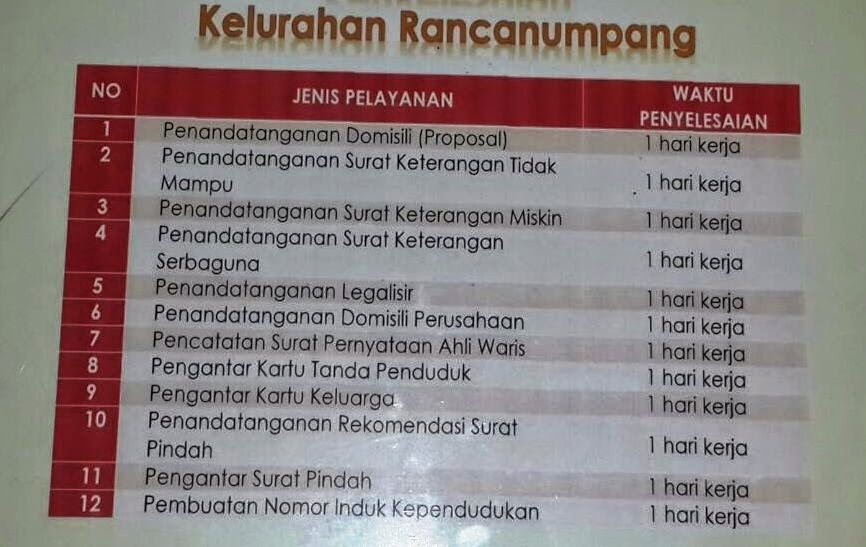 Kelurahan Rancanumpang
NO JENIS PELAYANAN WAKTU
PENYELESAIAN
1 Penandatanganan Domisili (Proposal) 1 hari kerja
2 Penandatanganan Surat Keterangan Tidak
Mampu 1 hari kerja
3 Penandatanganan Surat Keterangan Miskin 1 hari kerja
4 Penandatanganan Surat Keterangan
Serbaguna 1 hari kerja
5 Penandatanganan Legalisir 1 hari kerja
6 Penandatanganan Domisili Perusahaan 1 hari kerja
7 Pencatatan Surat Pernyataan Ahli Waris 1 hari kerja
8 Pengantar Kartu Tanda Penduduk 1 hari kerja
9 Pengantar Kartu Keluarga 1 hari kerja
10 Penandatanganan Rekomendasi Surat
Pindah 1 hari kerja
11 Pengantar Surat Pindah 1 hari kerja
12 Pembuatan Nomor Induk Kependudukan 1 hari kerja